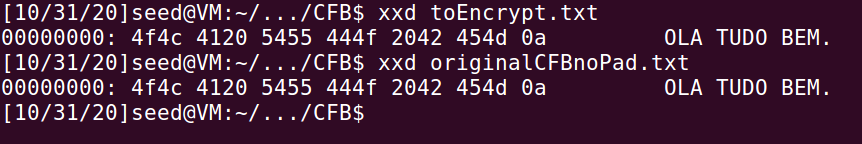 [10/31/20]seed@VM:~/.../CFB$ xxd toEncrypt.txt
00000000: 4f4c 4120 5455 444f 2042 454d 0a         OLA TUDO BEM.
[10/31/20]seed@VM:~/.../CFB$ xxd originalCFBnoPad.txt
00000000: 4f4c 4120 5455 444f 2042 454d 0a         OLA TUDO BEM.
[10/31/20]seed@VM:~/.../CFB$